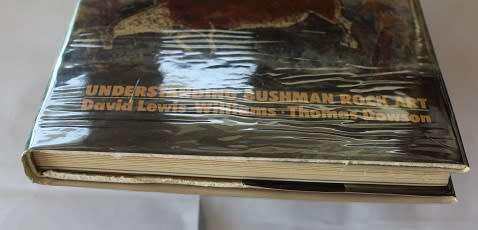 UNDERSTANDING BUSHMAN ROCK ART
David Lewis-Williams · Thomas Dowson